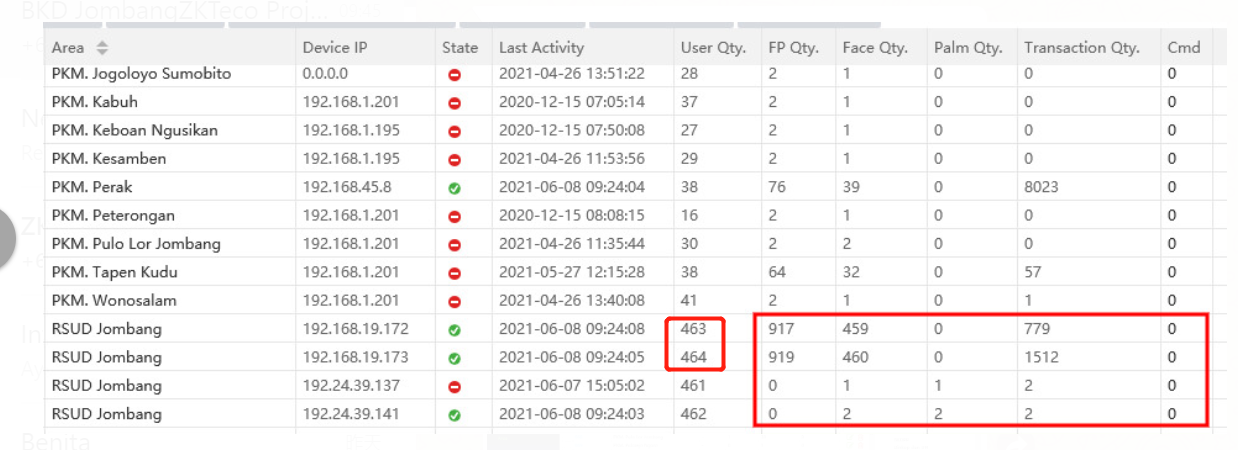 BKD JombangZKTeco Proj...
Area Device IP State Last Activity User Qty. FP Qty. Face Qty. Palm Qty. Transaction Qty. Cmd
PKM. Jogoloyo Sumobito 0.0.0.0 2021-04-26 13:51:22 28 2 1 0 0 0
PKM. Kabuh 192.168.1.201 2020-12-15 07:05:14 37 2 1 0 0 0
PKM. Keboan Ngusikan 192.168.1.195 2020-12-15 07:50:08 27 2 1 0 0 0
PKM. Kesamben 192.168.1.195 2021-04-26 11:53:56 29 2 1 0 0 0
PKM. Perak 192.168.45.8 2021-06-08 09:24:04 38 76 39 0 8023 0
PKM. Peterongan 192.168.1.201 2020-12-15 08:08:15 16 2 1 0 0 0
PKM. Pulo Lor Jombang 192.168.1.201 2021-04-26 11:35:44 30 2 2 0 0 0
PKM. Tapen Kudu 192.168.1.201 2021-05-27 12:15:28 38 64 32 0 57 0
PKM. Wonosalam 192.168.1.201 2021-04-26 13:40:08 41 2 1 0 1 0
RSUD Jombang 192.168.19.172 2021-06-08 09:24:08 463 917 459 0 779 0
RSUD Jombang 192.168.19.173 2021-06-08 09:24:05 464 919 460 0 1512 0
RSUD Jombang 192.24.39.137 2021-06-07 15:05:02 461 0 1 1 2 0
RSUD Jombang 192.24.39.141 2021-06-08 09:24:03 462 0 2 2 2 0
Benita